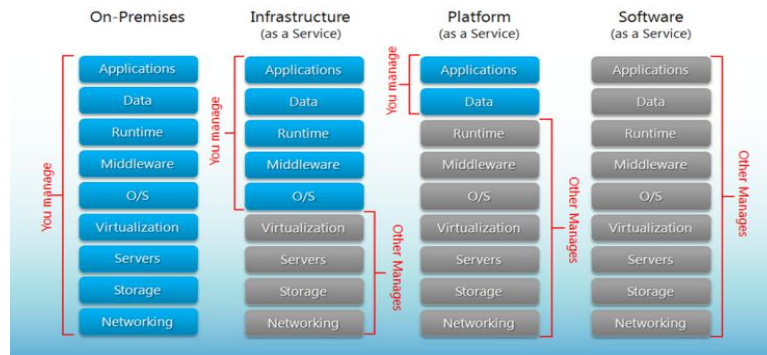 On-Premises
You manage
Applications
Data
Runtime
Middleware
O/S
Virtualization
Servers
Storage
Networking
Infrastructure
(as a Service)
You manage
Applications
Data
Runtime
Middleware
O/S
Virtualization
Servers
Storage
Networking
Other Manages
Platform
(as a Service)
You manage
Applications
Data
Runtime
Middleware
O/S
Virtualization
Servers
Storage
Networking
Other Manages
Software
(as a Service)
Applications
Data
Runtime
Middleware
O/S
Virtualization
Servers
Storage
Networking
Other Manages